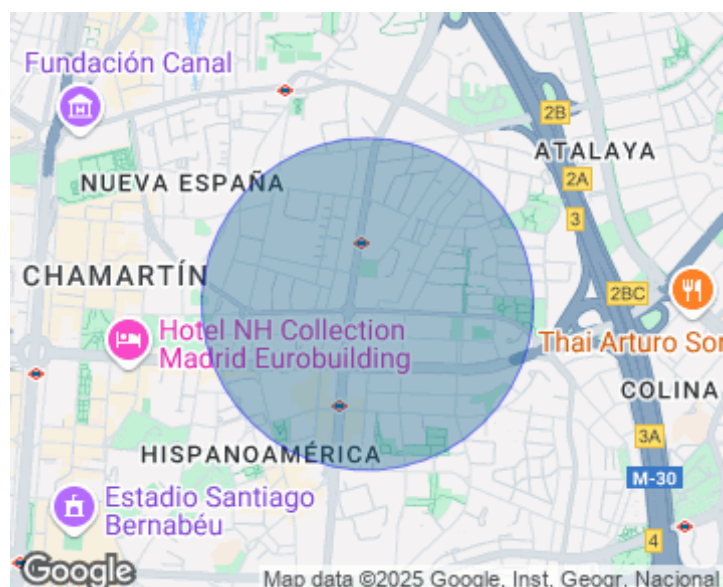 Fundación Canal
2B
ATALAYA
2A
NUEVA ESPAÑA
3
CHAMARTÍN
2BC
Hotel NH Collection
Madrid Eurobuilding
Thai Arturo Sor
COLINA
HISPANOAMÉRICA
3A
M-30
Estadio Santiago
Bernabéu
4
Google
Map data ©2025 Google, Inst. Geogr. Nacional